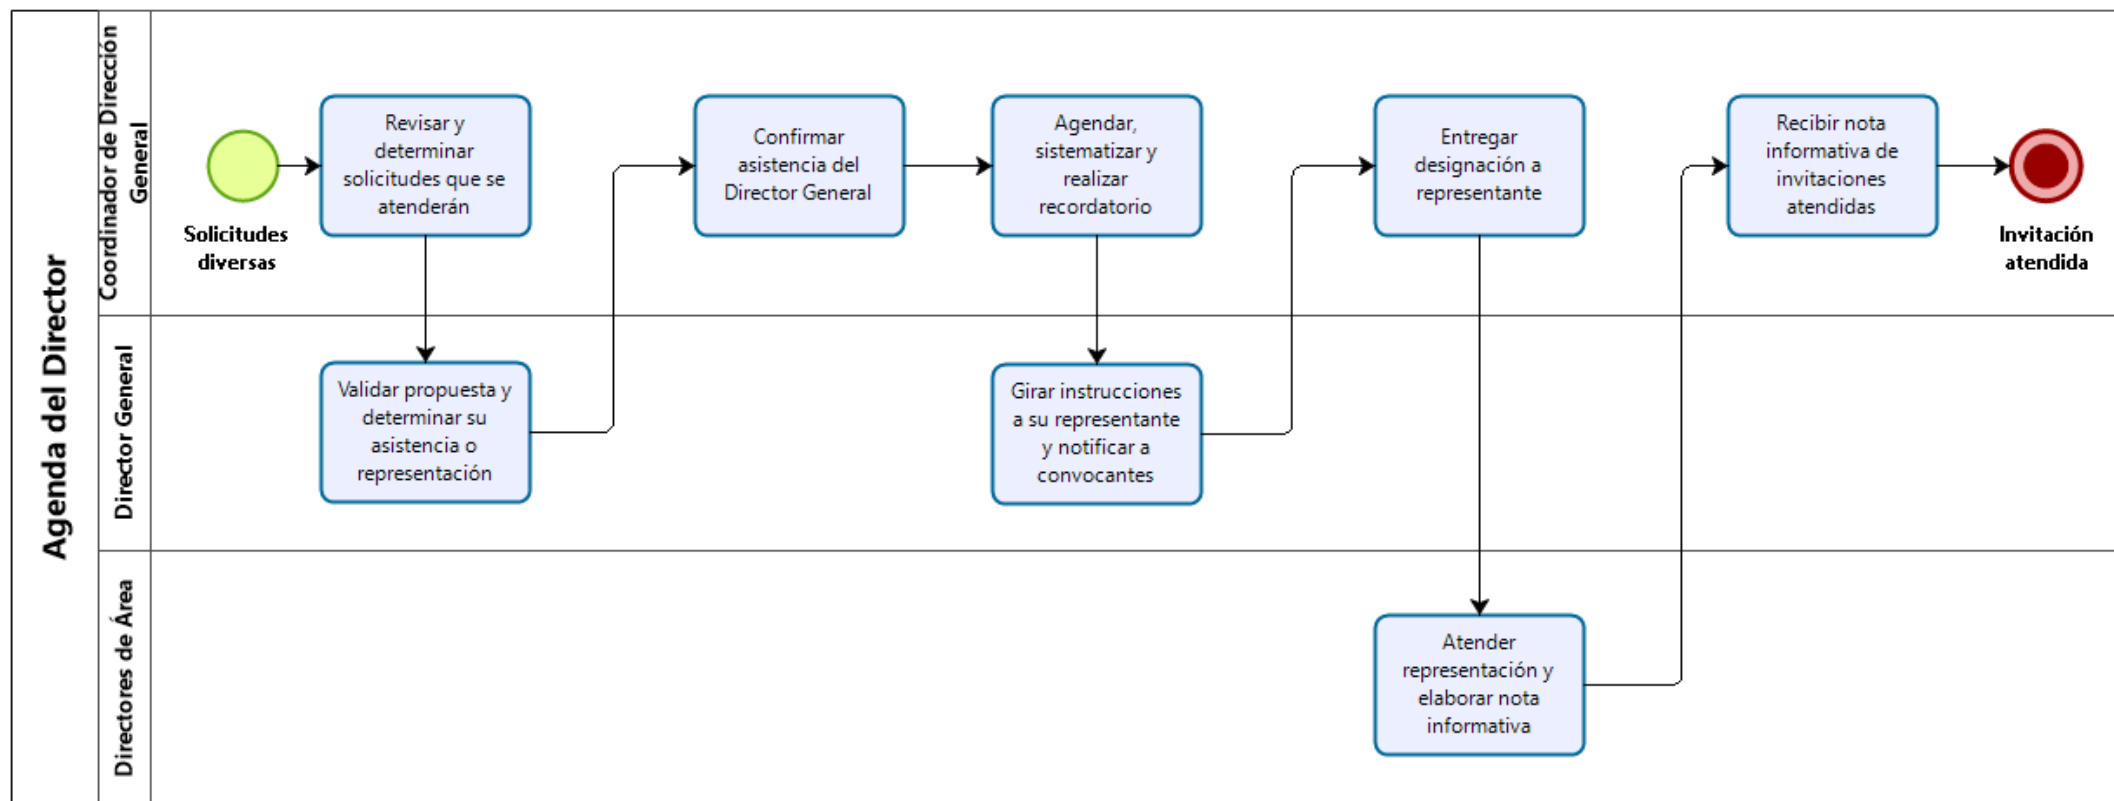 Agenda del Director
Coordinador de Dirección
General
Solicitudes
diversas
Revisar y
determinar
solicitudes que se
atenderán
Confirmar
asistencia del
Director General
Agendar,
sistematizar y
realizar
recordatorio
Entregar
designación a
representante
Recibir nota
informativa de
invitaciones
atendidas
Invitación
atendida
Director General
Validar propuesta y
determinar su
asistencia o
representación
Girar instrucciones
a su representante
y notificar a
convocantes
Directores de Área
Atender
representación y
elaborar nota
informativa